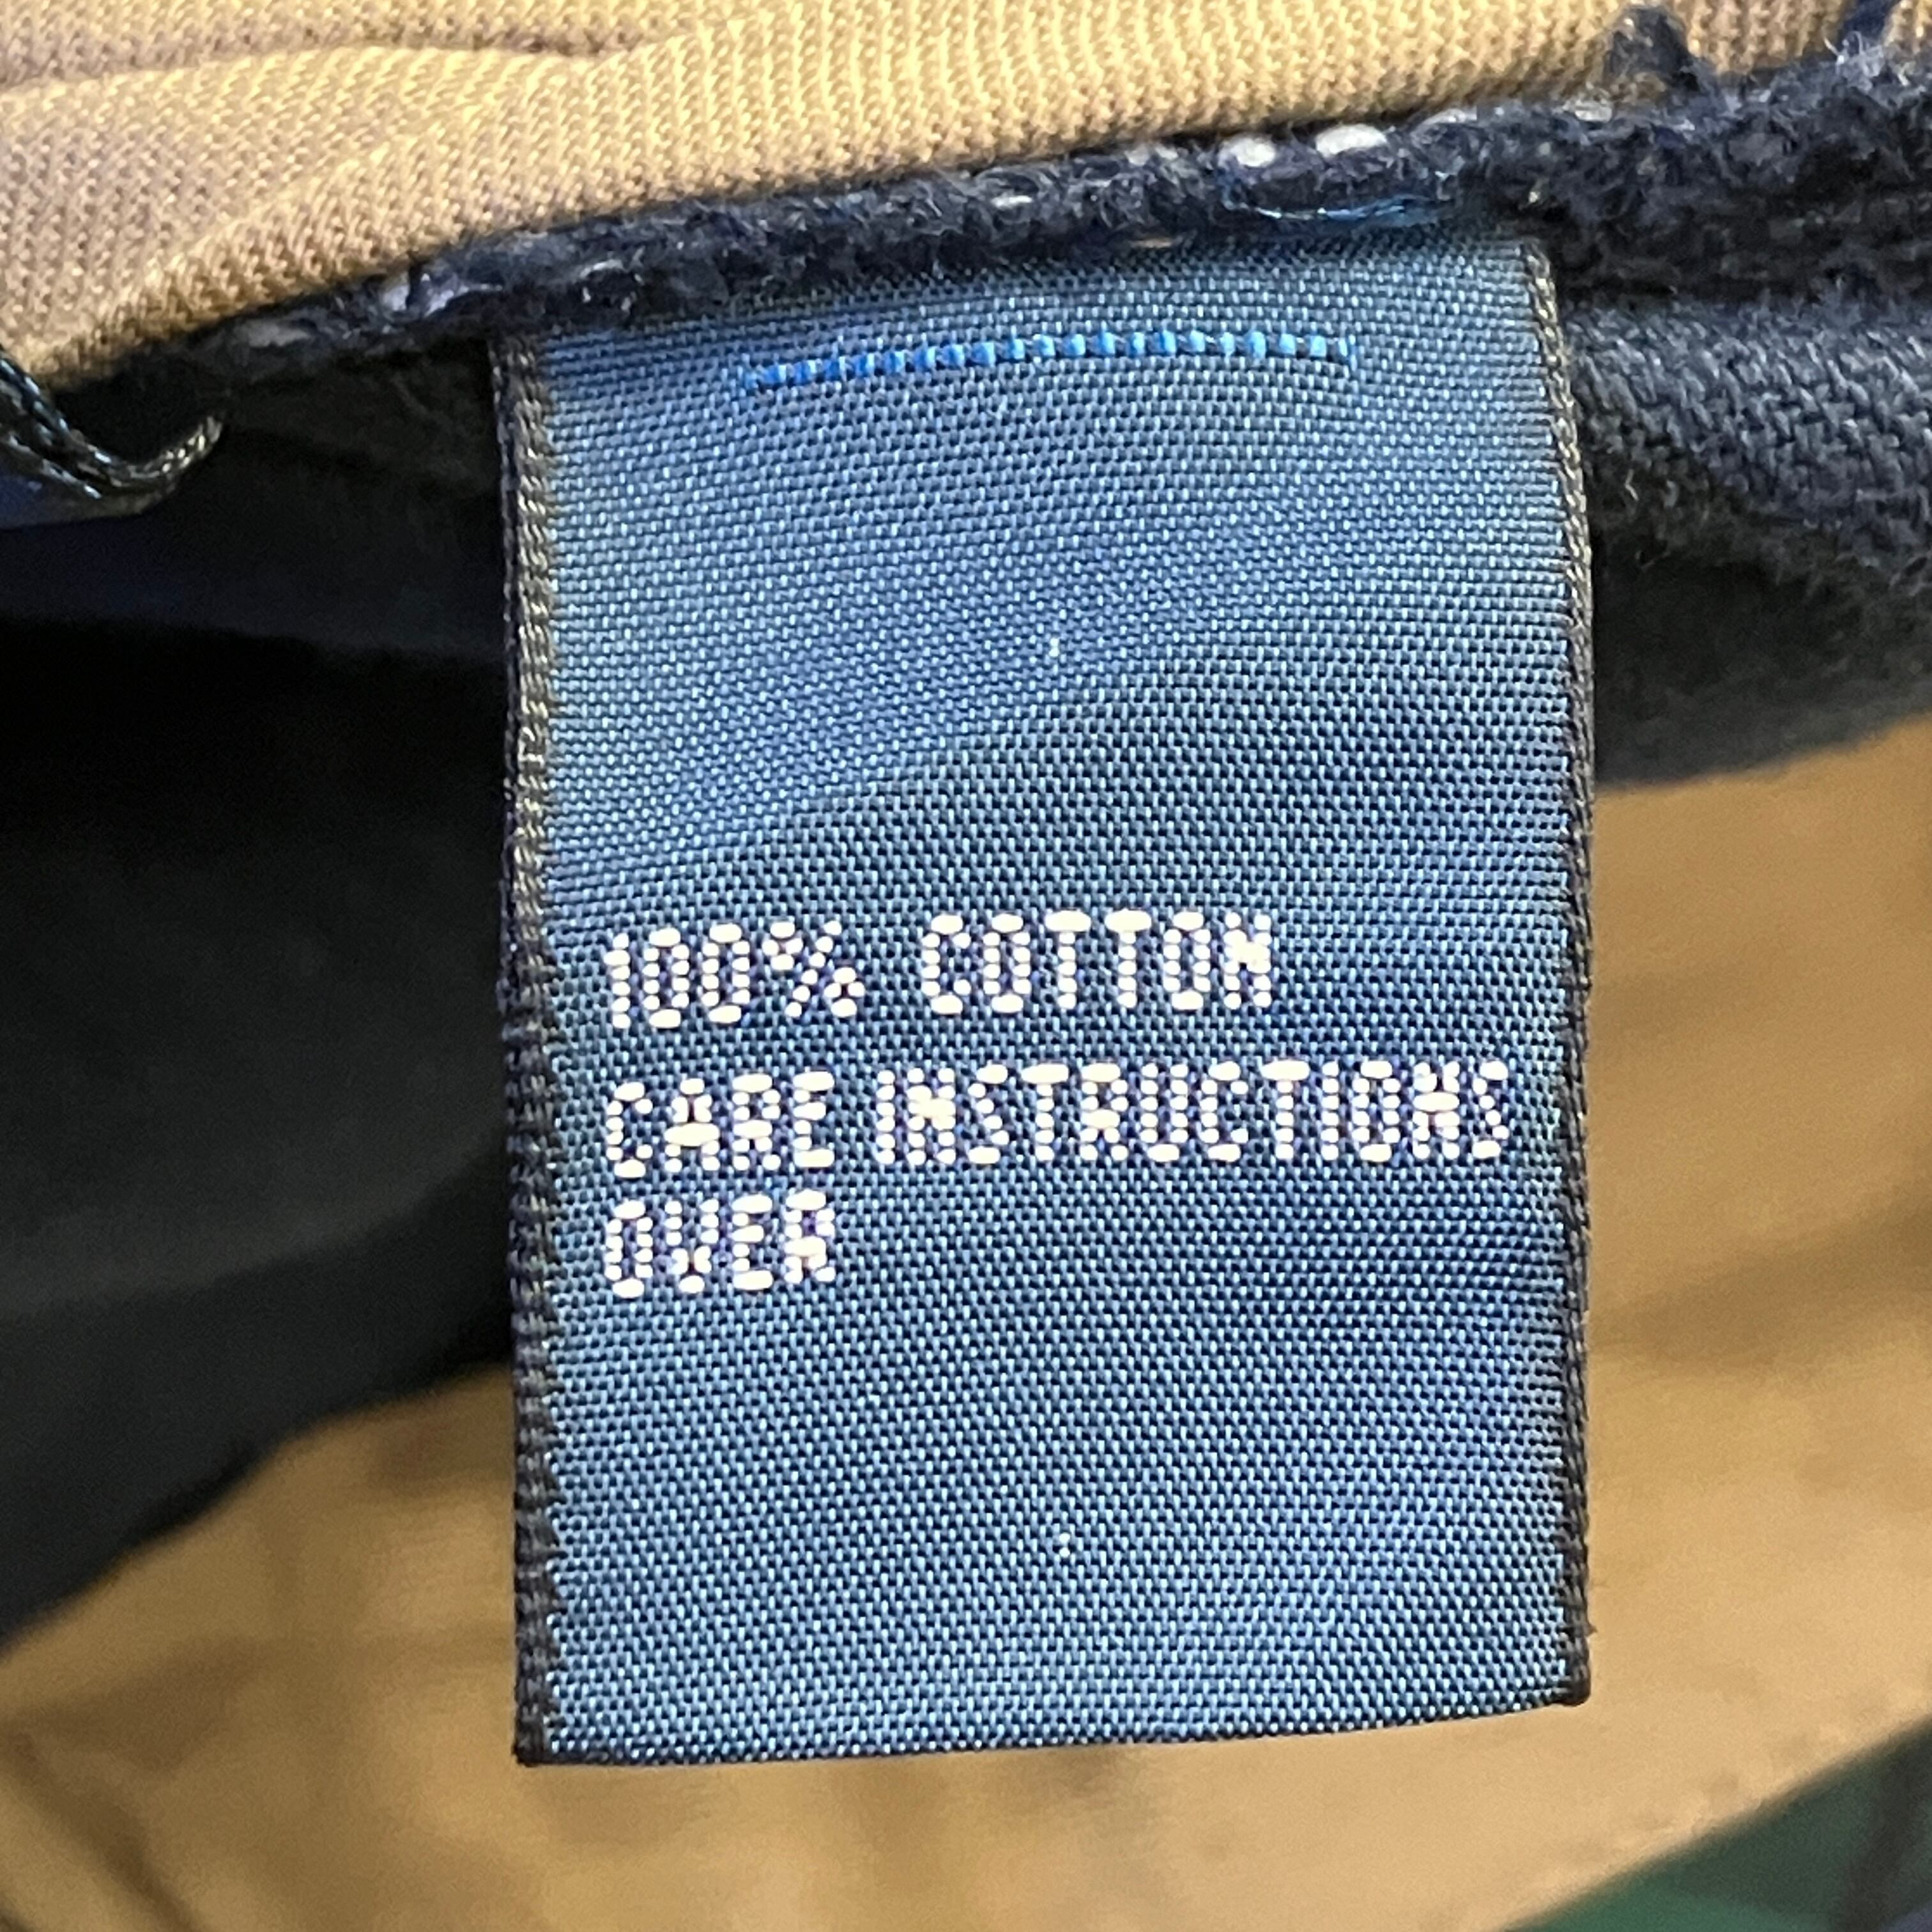 100% COTTON
CARE INSTRUCTIONS
OVER